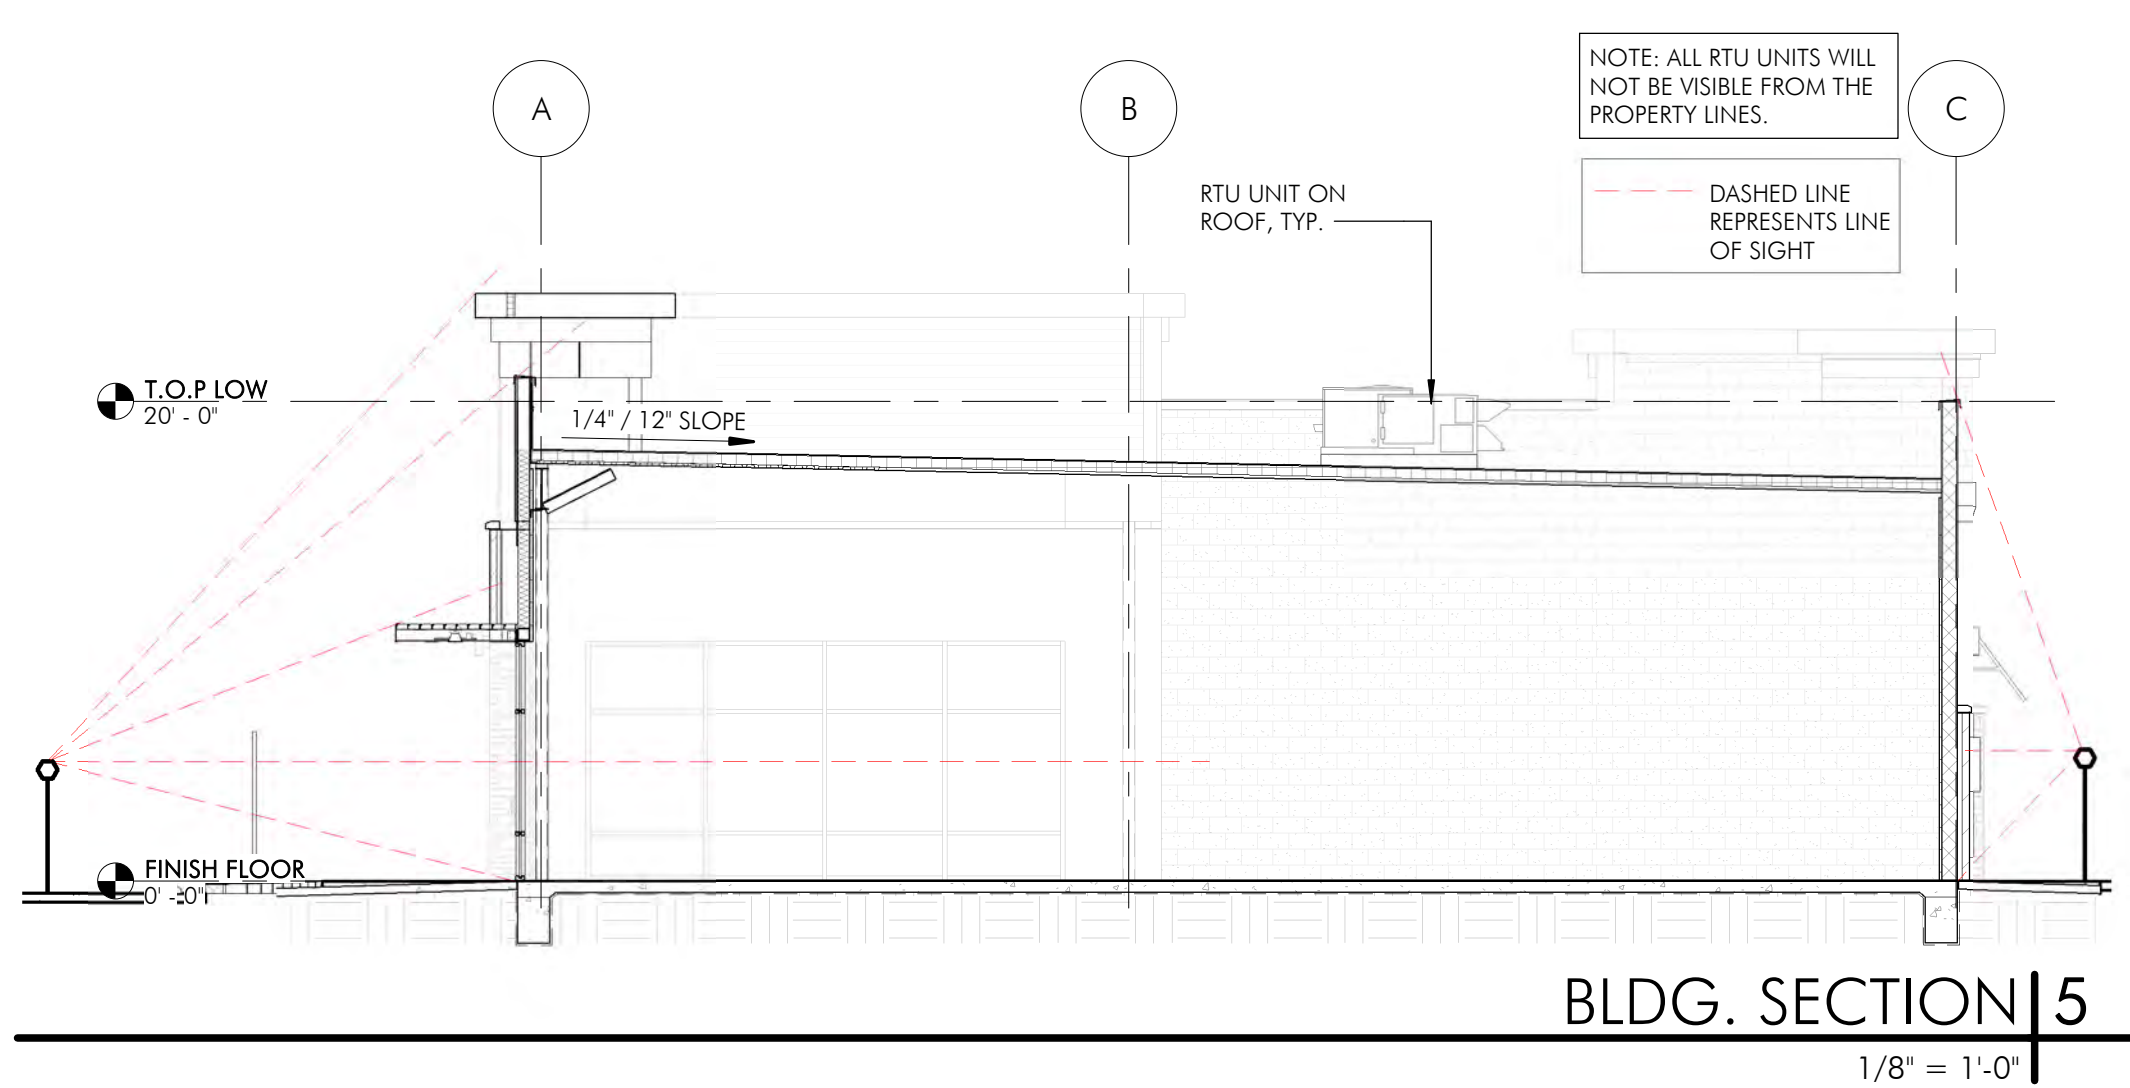 A
B
C
NOTE: ALL RTU UNITS WILL
NOT BE VISIBLE FROM THE
PROPERTY LINES.
DASHED LINE
REPRESENTS LINE
OF SIGHT
RTU UNIT ON
ROOF, TYP.
T.O.P LOW
20' - 0"
1/4" / 12" SLOPE
FINISH FLOOR
0' - 0"
BLDG. SECTION 5
1/8" = 1'-0"